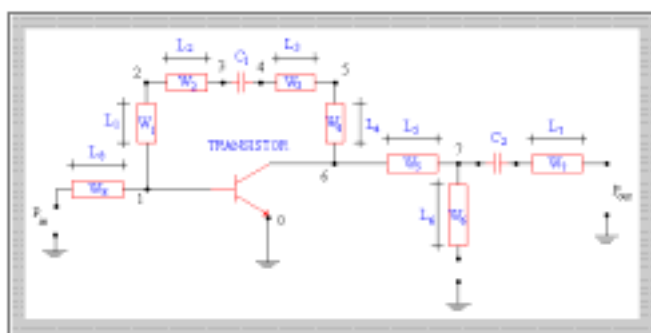 L₂ 3 C₁ 4 L₃
2 W₂ W₃ 5
L₁ W₁ W₄ L₄
TRANSISTOR
L₅ 7 C₂ L₇
L₈ 6 W₅
W₈ 1 Pout
Pin 0 L₆ W₆